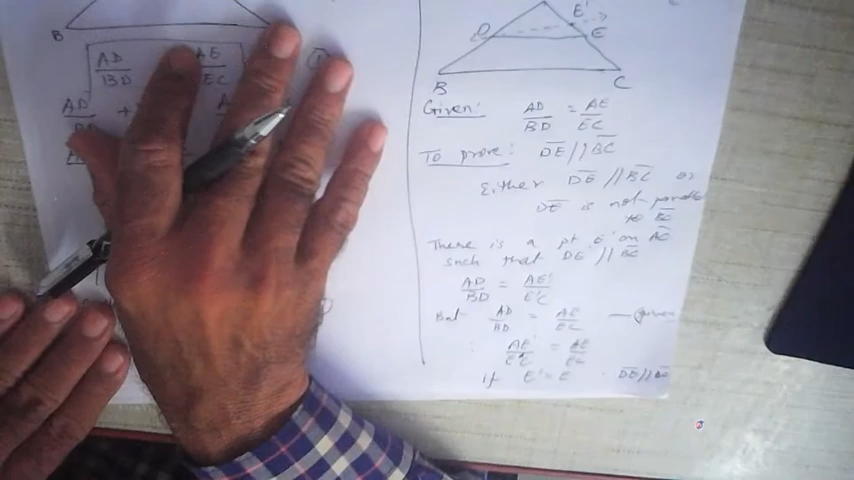 B
AD AE
BD EC
AD +
D E' E
B C
Given: AD/BD = AE/EC
To prove: DE // BC
Either DE // BC or
DE is not parallel
to BC
There is a pt. E' on AC
such that DE' // BC
AD/BD = AE'/E'C
But AD/BD = AE/EC — (given
AE'/E'C = AE/EC
if E' = E DE // BC